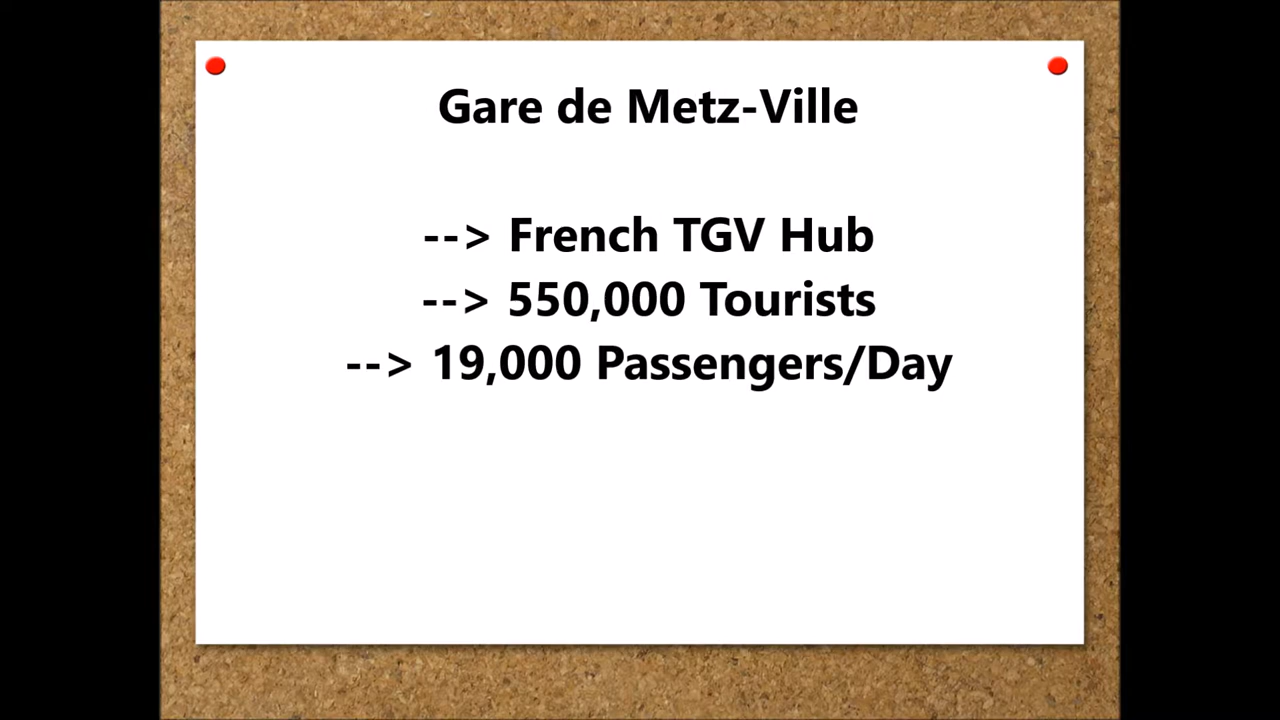 Gare de Metz-Ville
--> French TGV Hub
--> 550,000 Tourists
--> 19,000 Passengers/Day